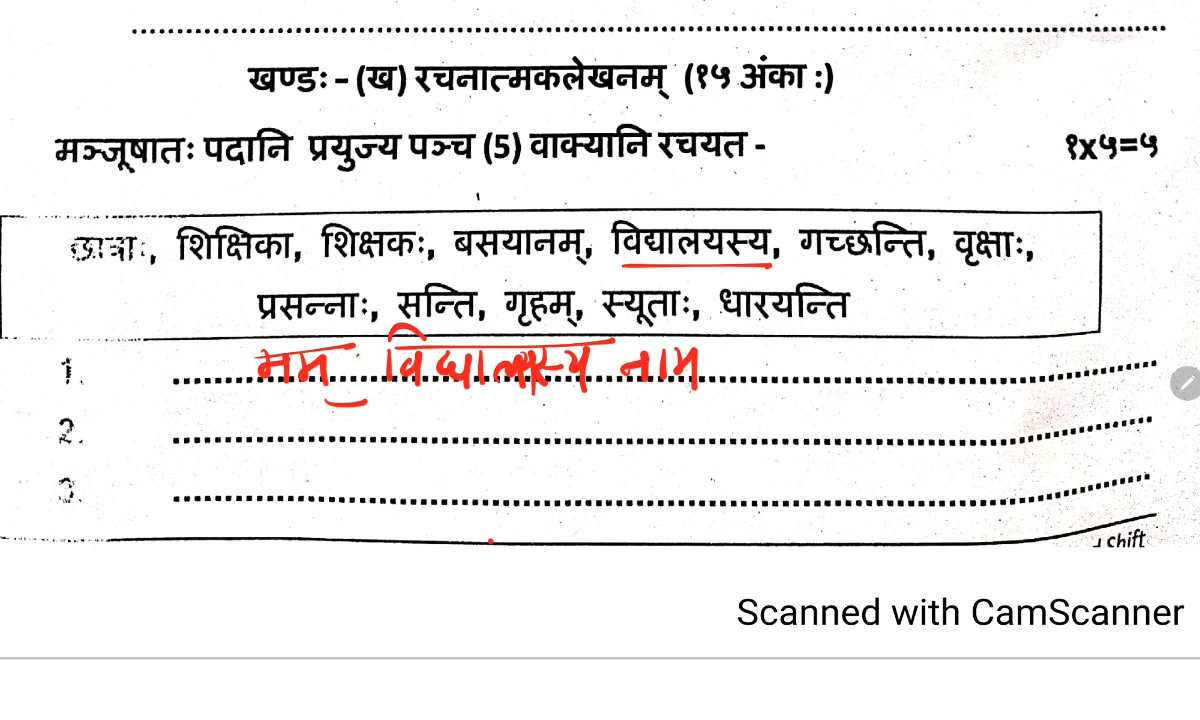 खण्डः - (ख) रचनात्मकलेखनम् (१५ अंका :)
मञ्जूषातः पदानि प्रयुज्य पञ्च (5) वाक्यानि रचयत - १x५=५
छात्राः, शिक्षिका, शिक्षकः, बसयानम्, विद्यालयस्य, गच्छन्ति, वृक्षाः,
प्रसन्नाः, सन्ति, गृहम्, स्यूताः, धारयन्ति
1. मम विद्यालयस्य नाम
2.
3.
chift
Scanned with CamScanner